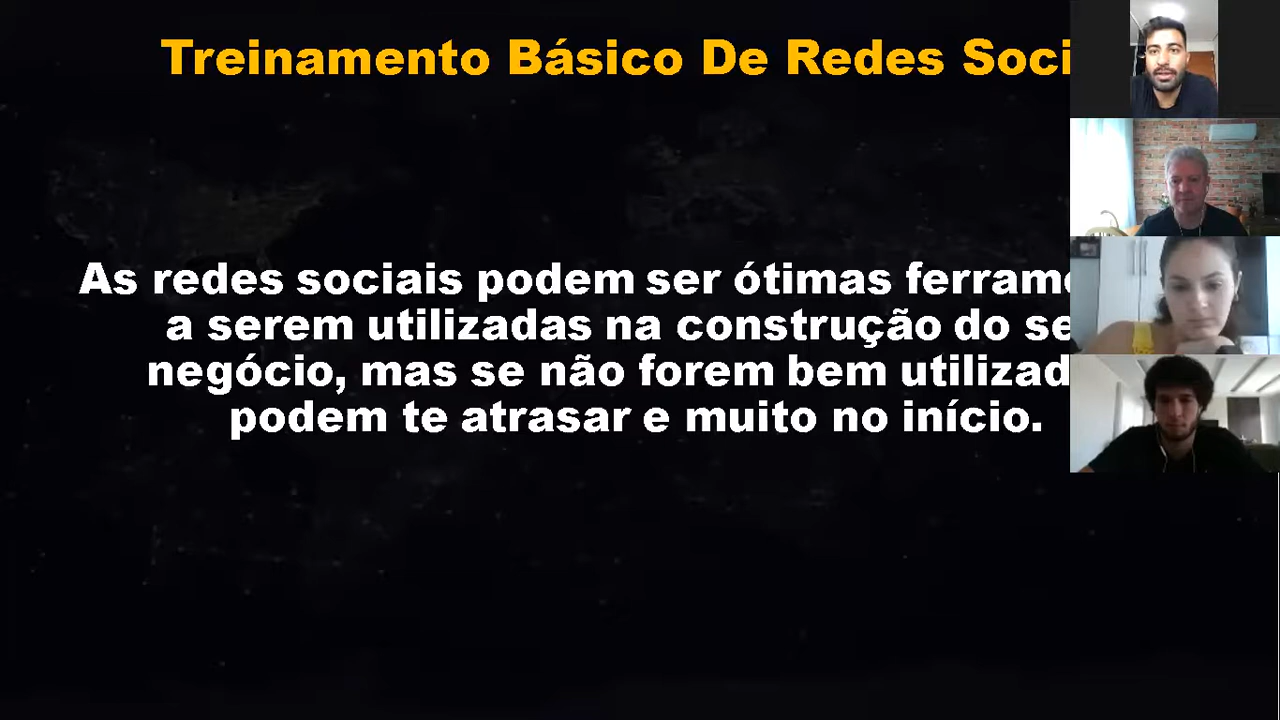 Treinamento Básico De Redes
As redes sociais podem ser ótimas
a serem utilizadas na construção do
negócio, mas se não forem bem
podem te atrasar e muito no início.